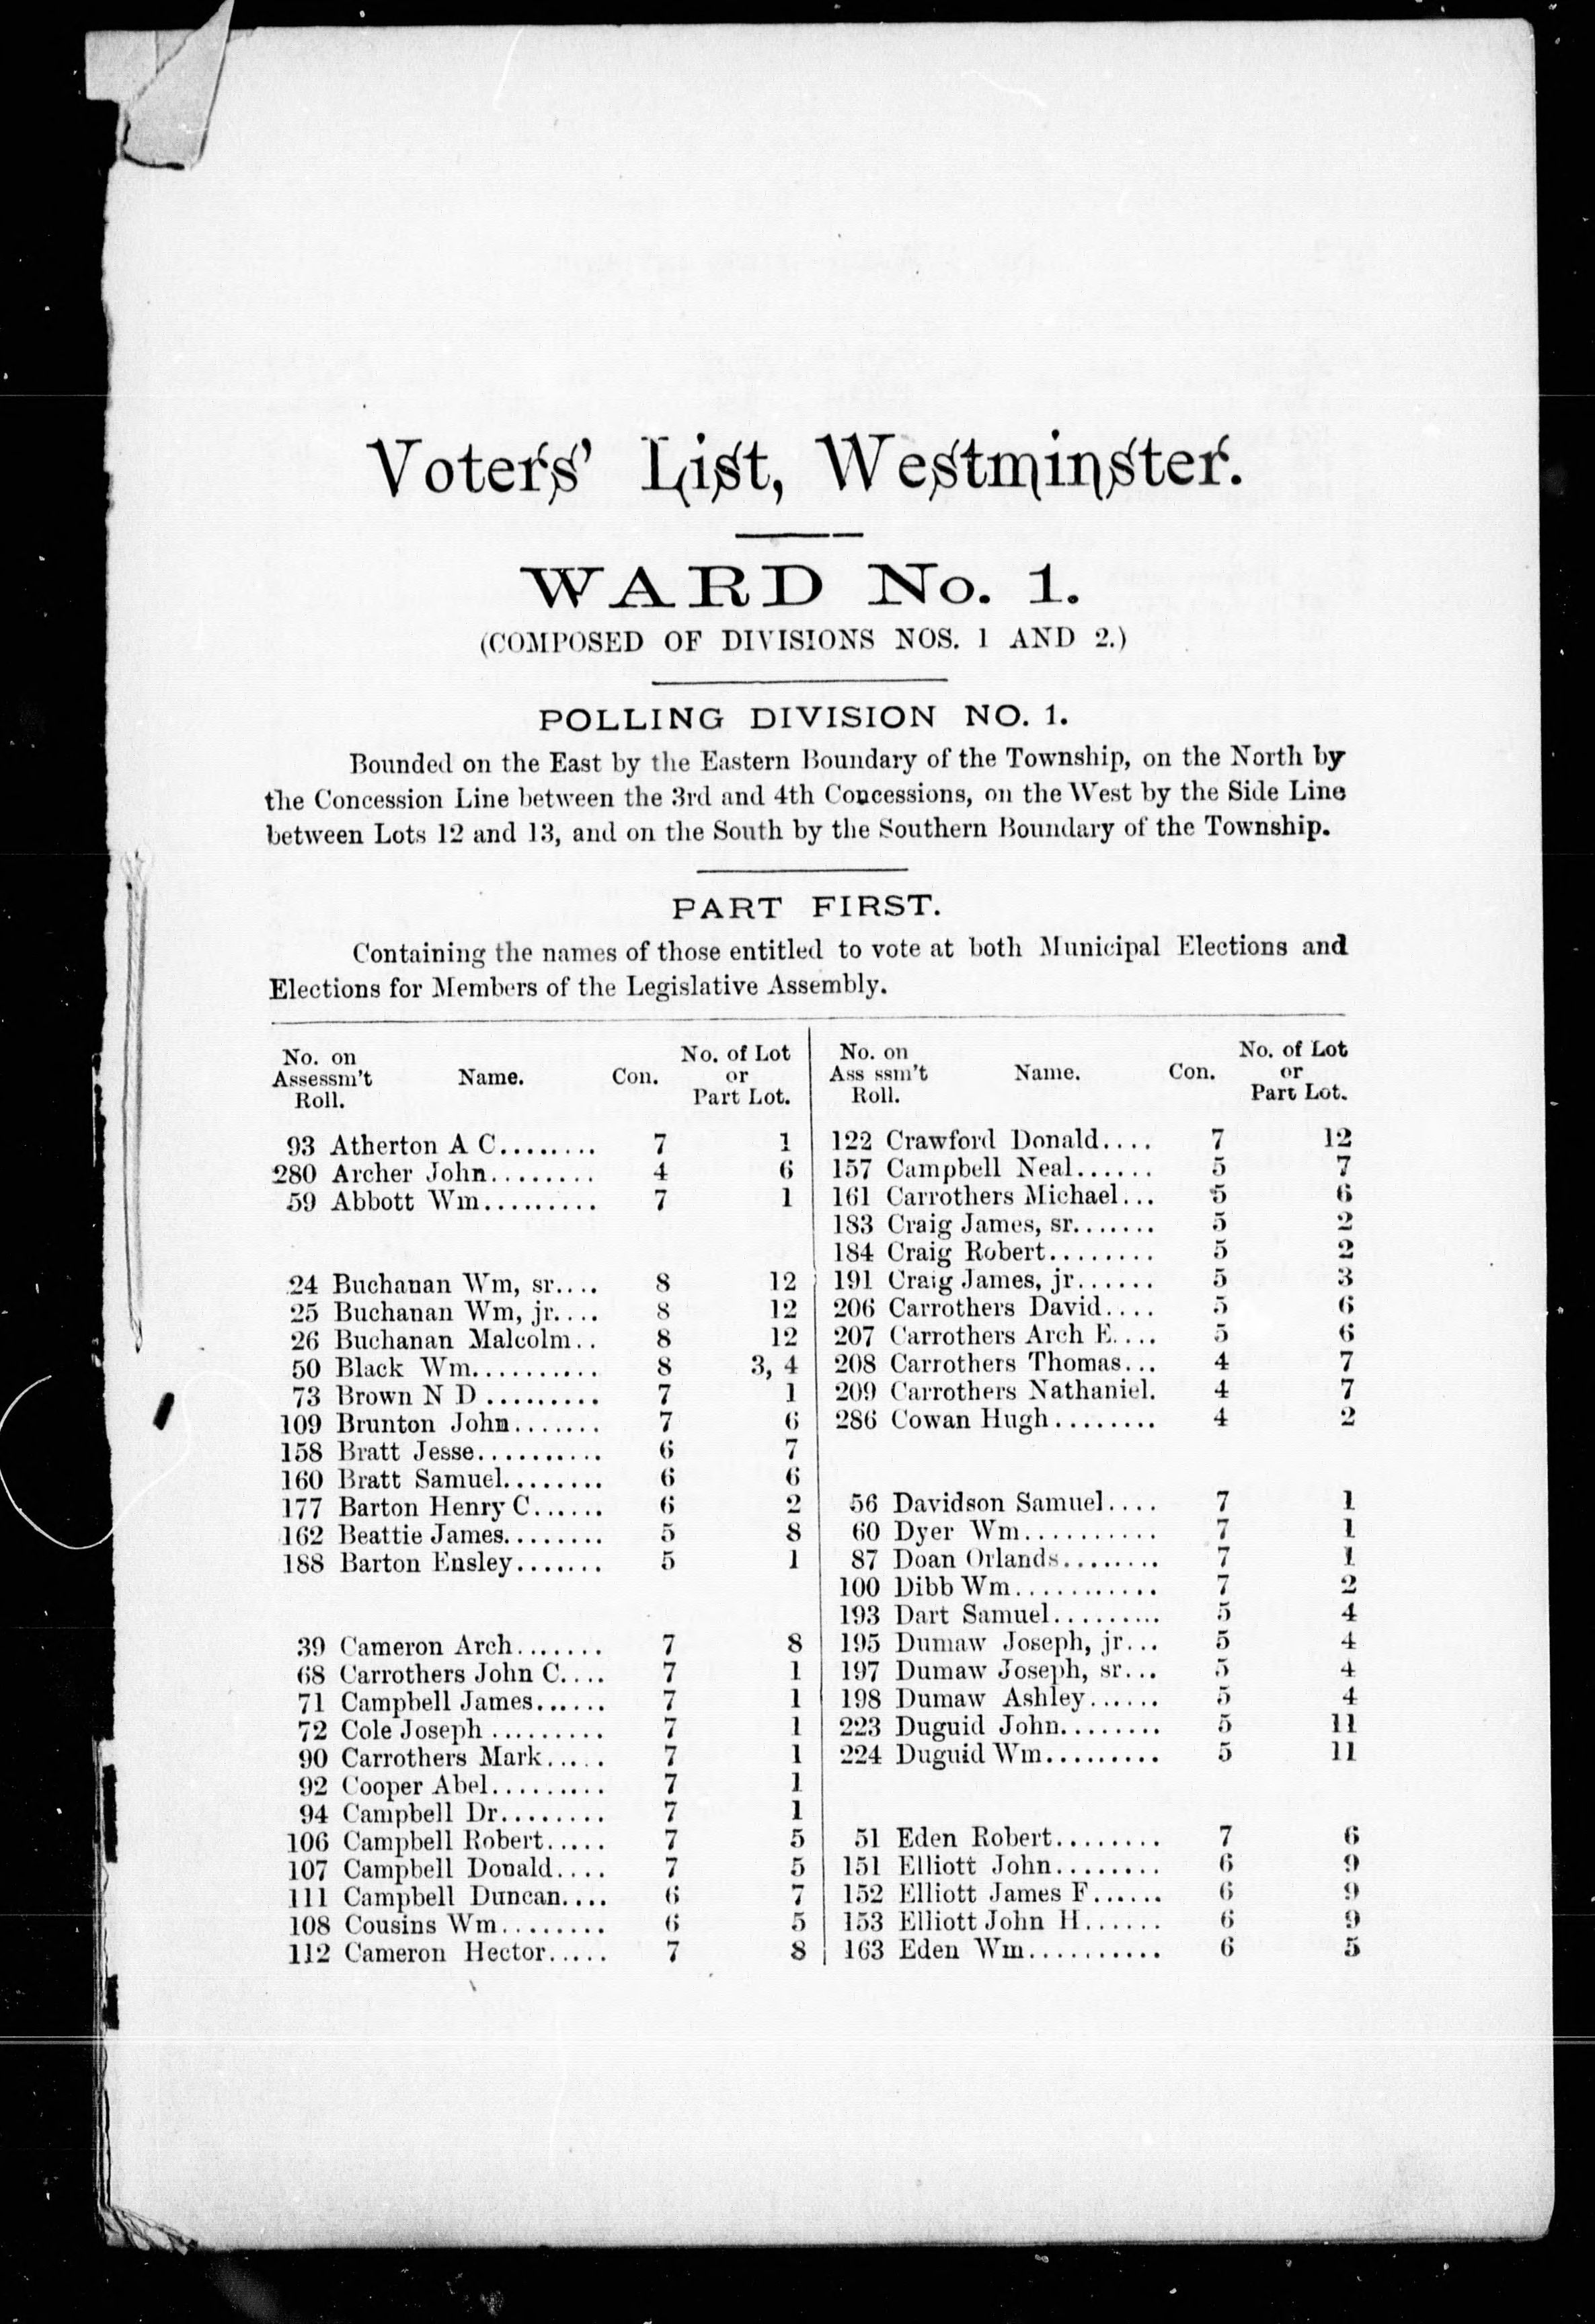 Voters' List, Westminster.
WARD No. 1.
(COMPOSED OF DIVISIONS NOS. 1 AND 2.)
POLLING DIVISION NO. 1.
Bounded on the East by the Eastern Boundary of the Township, on the North by
the Concession Line between the 3rd and 4th Concessions, on the West by the Side Line
between Lots 12 and 13, and on the South by the Southern Boundary of the Township.
PART FIRST.
Containing the names of those entitled to vote at both Municipal Elections and
Elections for Members of the Legislative Assembly.
No. on Assessm't Roll. Name. Con. No. of Lot or Part Lot.
93 Atherton A C........ 7 1
280 Archer John......... 4 6
59 Abbott Wm......... 7 1
24 Buchanan Wm, sr.... 8 12
25 Buchanan Wm, jr.... 8 12
26 Buchanan Malcolm.. 8 12
50 Black Wm.......... 8 3, 4
73 Brown N D ......... 7 1
109 Brunton John....... 7 6
158 Bratt Jesse........... 6 7
160 Bratt Samuel........ 6 6
177 Barton Henry C...... 6 2
162 Beattie James........ 5 8
188 Barton Ensley....... 5 1
39 Cameron Arch....... 7 8
68 Carrothers John C.... 7 1
71 Campbell James...... 7 1
72 Cole Joseph ......... 7 1
90 Carrothers Mark..... 7 1
92 Cooper Abel......... 7 1
94 Campbell Dr........ 7 1
106 Campbell Robert..... 7 5
107 Campbell Donald.... 7 5
111 Campbell Duncan.... 6 7
108 Cousins Wm........ 6 5
112 Cameron Hector..... 7 8
No. on Ass ssm't Roll. Name. Con. No. of Lot or Part Lot.
122 Crawford Donald.... 7 12
157 Campbell Neal...... 5 7
161 Carrothers Michael... 5 6
183 Craig James, sr....... 5 2
184 Craig Robert........ 5 2
191 Craig James, jr...... 5 3
206 Carrothers David.... 5 6
207 Carrothers Arch E.... 5 6
208 Carrothers Thomas... 4 7
209 Carrothers Nathaniel. 4 7
286 Cowan Hugh........ 4 2
56 Davidson Samuel.... 7 1
60 Dyer Wm.......... 7 1
87 Doan Orlands........ 7 1
100 Dibb Wm........... 7 2
193 Dart Samuel......... 5 4
195 Dumaw Joseph, jr... 5 4
197 Dumaw Joseph, sr... 5 4
198 Dumaw Ashley...... 5 4
223 Duguid John........ 5 11
224 Duguid Wm......... 5 11
51 Eden Robert........ 7 6
151 Elliott John........ 6 9
152 Elliott James F...... 6 9
153 Elliott John H...... 6 9
163 Eden Wm.......... 6 5